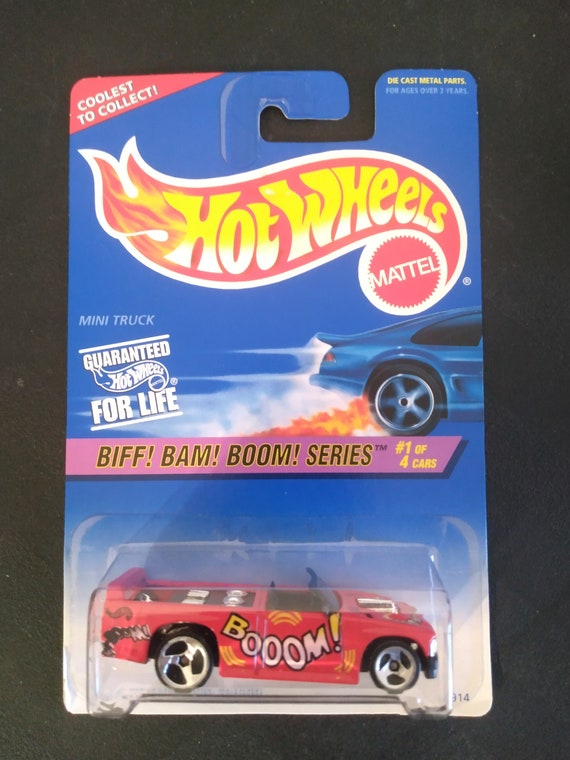 COOLEST
TO COLLECT!
DIE CAST METAL PARTS.
FOR AGES OVER 3 YEARS.
HOT WHEELS
MATTEL
®
MINI TRUCK
GUARANTEED
HOT WHEELS ®
FOR LIFE
BIFF! BAM! BOOM! SERIES™ #1 OF
4 CARS
BOOOM!
914